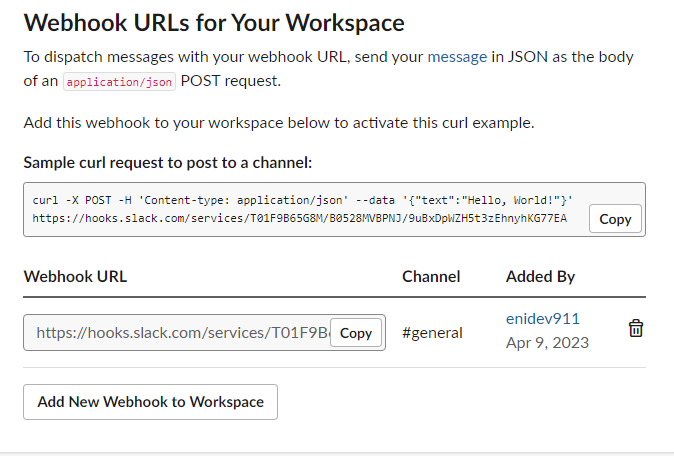 Webhook URLs for Your Workspace
To dispatch messages with your webhook URL, send your message in JSON as the body
of an application/json POST request.
Add this webhook to your workspace below to activate this curl example.
Sample curl request to post to a channel:
curl -X POST -H 'Content-type: application/json' --data '{"text":"Hello, World!"}'
https://hooks.slack.com/services/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
Copy
Webhook URL Channel Added By
https://hooks.slack.com/services/T01F9B Copy #general enidev911
Apr 9, 2023
Add New Webhook to Workspace